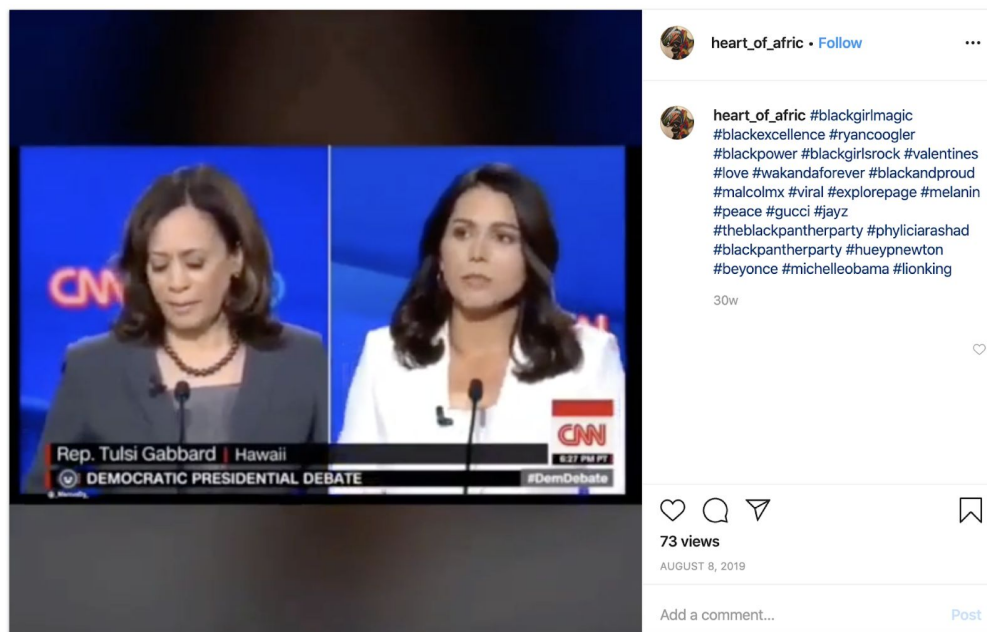 heart_of_afric • Follow
heart_of_afric #blackgirlmagic
#blackexcellence #ryancoogler
#blackpower #blackgirlsrock #valentines
#love #wakandaforever #blackandproud
#malcolmx #viral #explorepage #melanin
#peace #gucci #jayz
#theblackpantherparty #phyliciarashad
#blackpantherparty #hueypnewton
#beyonce #michelleobama #lionking
30w
CNN
CNN
6:27 PM PT
Rep. Tulsi Gabbard | Hawaii
DEMOCRATIC PRESIDENTIAL DEBATE
#DemDebate
73 views
AUGUST 8, 2019
Add a comment... Post